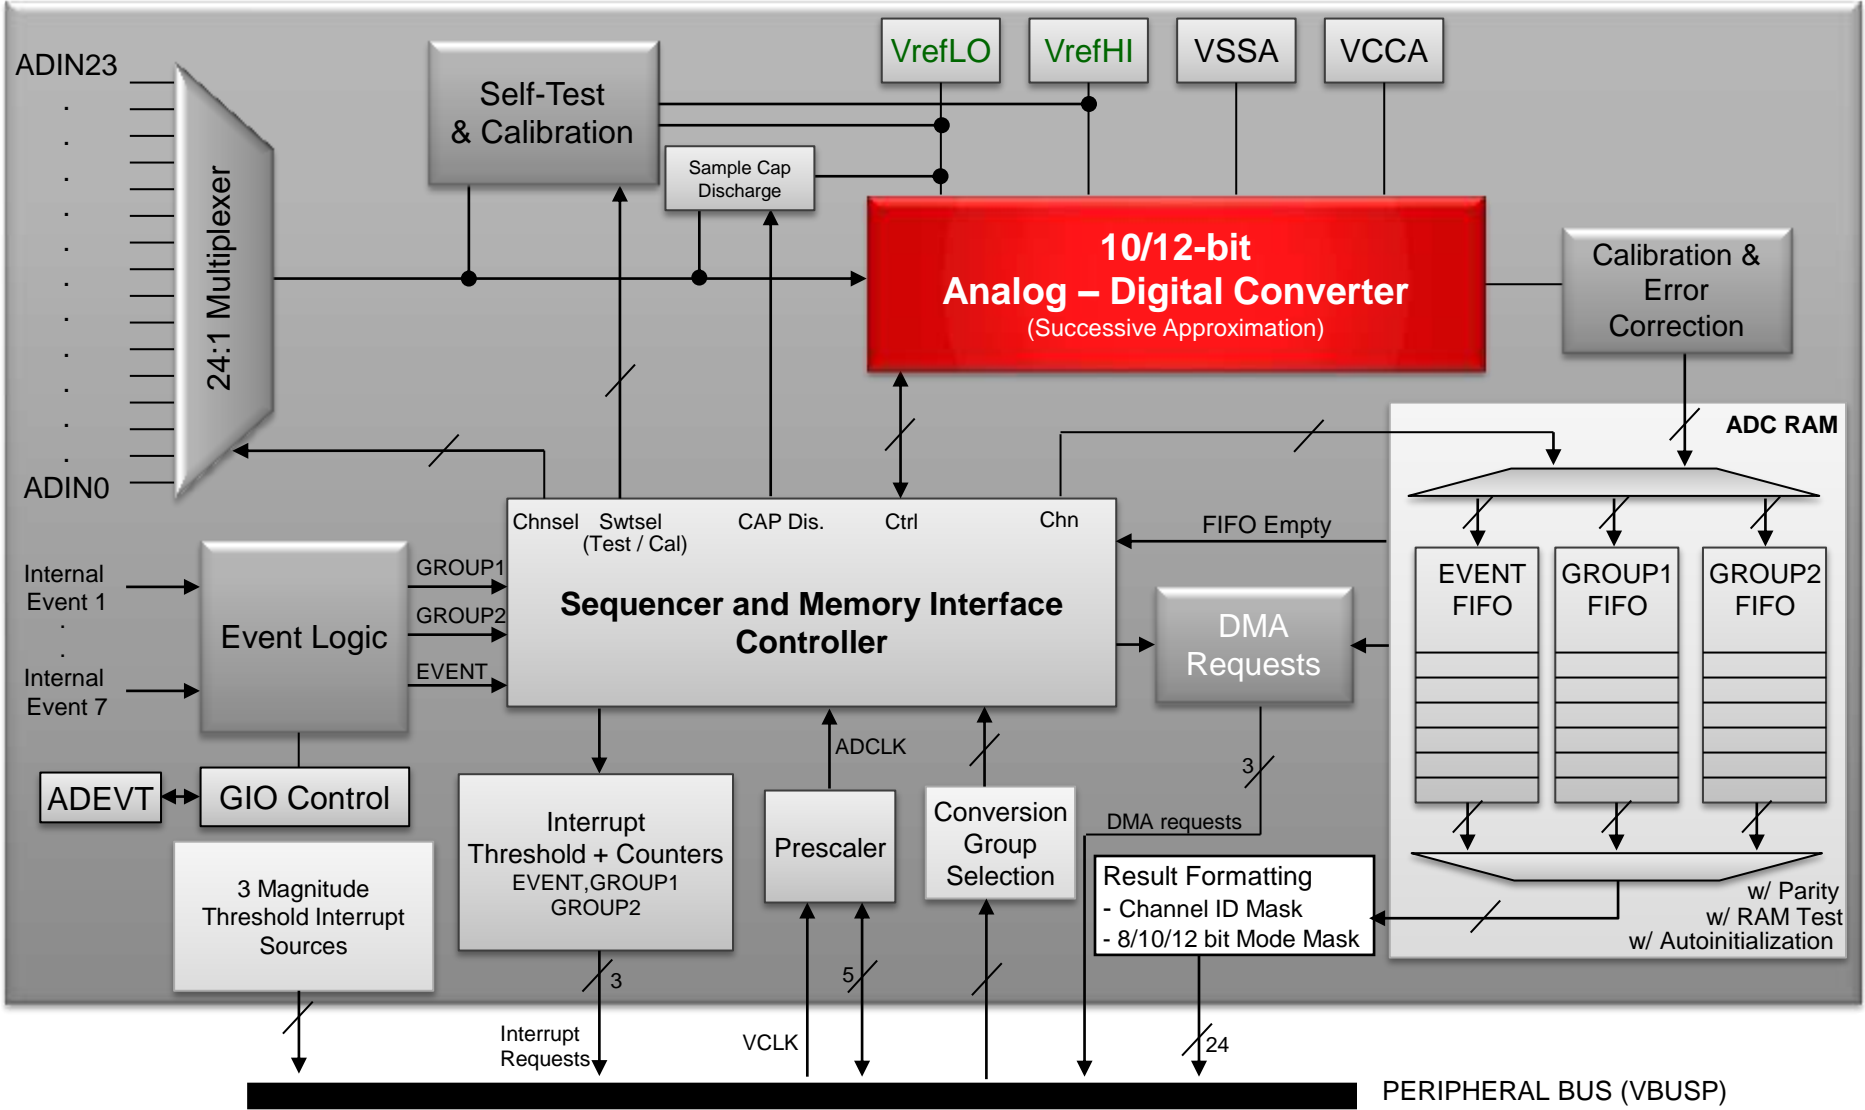 VrefLO
VrefHI
VSSA
VCCA
ADIN23
.
.
.
.
.
.
.
.
.
.
.
ADIN0
24:1 Multiplexer
Self-Test
& Calibration
Sample Cap
Discharge
10/12-bit
Analog – Digital Converter
(Successive Approximation)
Calibration &
Error
Correction
ADC RAM
Chnsel
Swtsel
(Test / Cal)
CAP Dis.
Ctrl
Chn
FIFO Empty
Sequencer and Memory Interface
Controller
Internal
Event 1
.
.
Internal
Event 7
Event Logic
GROUP1
GROUP2
EVENT
DMA
Requests
EVENT
FIFO
GROUP1
FIFO
GROUP2
FIFO
ADEVT
GIO Control
ADCLK
3
DMA requests
3 Magnitude
Threshold Interrupt
Sources
Interrupt
Threshold + Counters
EVENT,GROUP1
GROUP2
Prescaler
Conversion
Group
Selection
Result Formatting
- Channel ID Mask
- 8/10/12 bit Mode Mask
w/ Parity
w/ RAM Test
w/ Autoinitialization
3
5
Interrupt
Requests
VCLK
24
PERIPHERAL BUS (VBUSP)